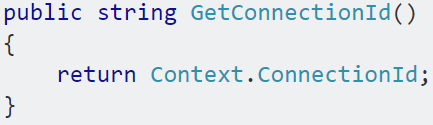 public string GetConnectionId()
{
    return Context.ConnectionId;
}